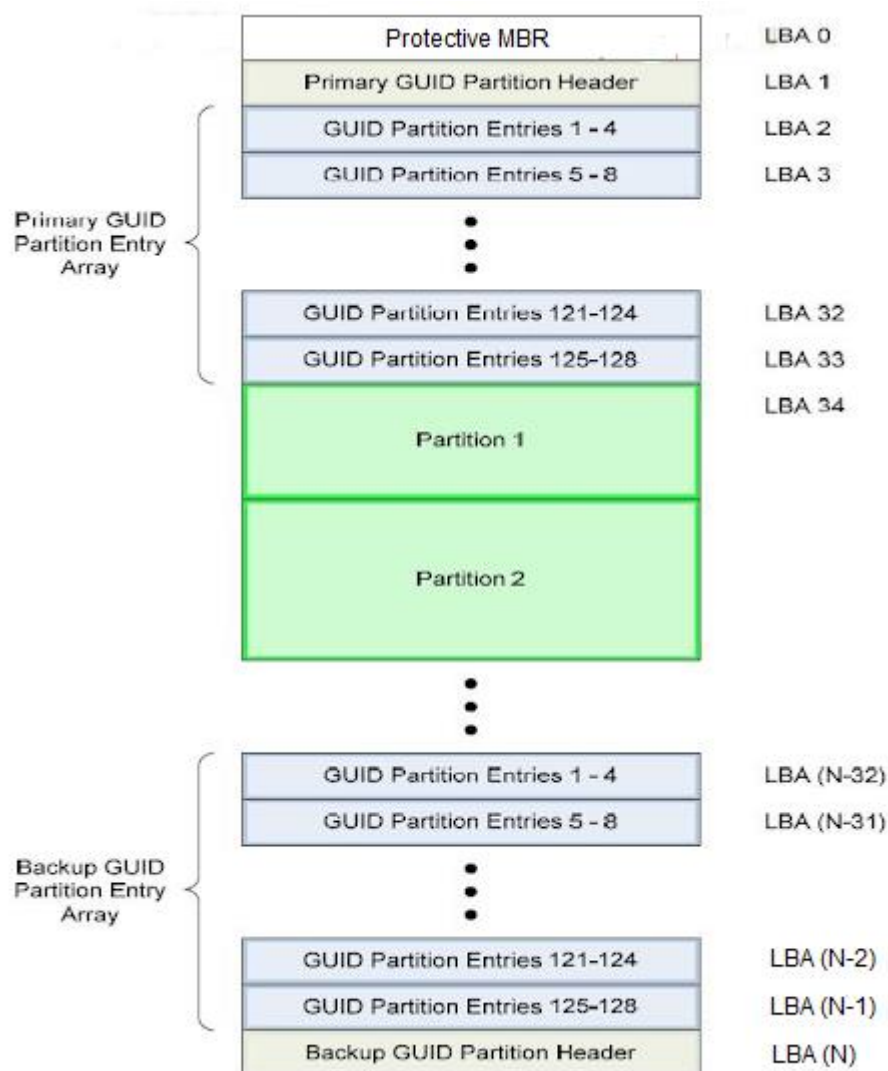 Protective MBR
LBA 0
Primary GUID Partition Header
LBA 1
GUID Partition Entries 1 - 4
LBA 2
GUID Partition Entries 5 - 8
LBA 3
Primary GUID
Partition Entry
Array
GUID Partition Entries 121-124
LBA 32
GUID Partition Entries 125-128
LBA 33
LBA 34
Partition 1
Partition 2
GUID Partition Entries 1 - 4
LBA (N-32)
GUID Partition Entries 5 - 8
LBA (N-31)
Backup GUID
Partition Entry
Array
GUID Partition Entries 121-124
LBA (N-2)
GUID Partition Entries 125-128
LBA (N-1)
Backup GUID Partition Header
LBA (N)